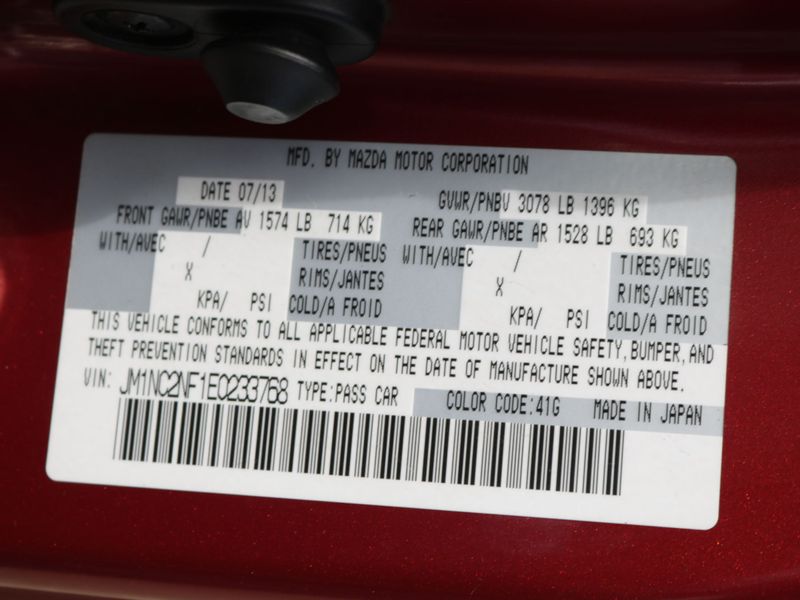 MFD. BY MAZDA MOTOR CORPORATION
DATE 07/13 GVWR/PNBV 3078 LB 1396 KG
FRONT GAWR/PNBE AV 1574 LB 714 KG REAR GAWR/PNBE AR 1528 LB 693 KG
WITH/AVEC / TIRES/PNEUS WITH/AVEC / TIRES/PNEUS
X RIMS/JANTES X RIMS/JANTES
KPA/ PSI COLD/A FROID KPA/ PSI COLD/A FROID
THIS VEHICLE CONFORMS TO ALL APPLICABLE FEDERAL MOTOR VEHICLE SAFETY, BUMPER, AND
THEFT PREVENTION STANDARDS IN EFFECT ON THE DATE OF MANUFACTURE SHOWN ABOVE.
VIN: JM1NC2NF1E0233768 TYPE:PASS CAR COLOR CODE:41G MADE IN JAPAN